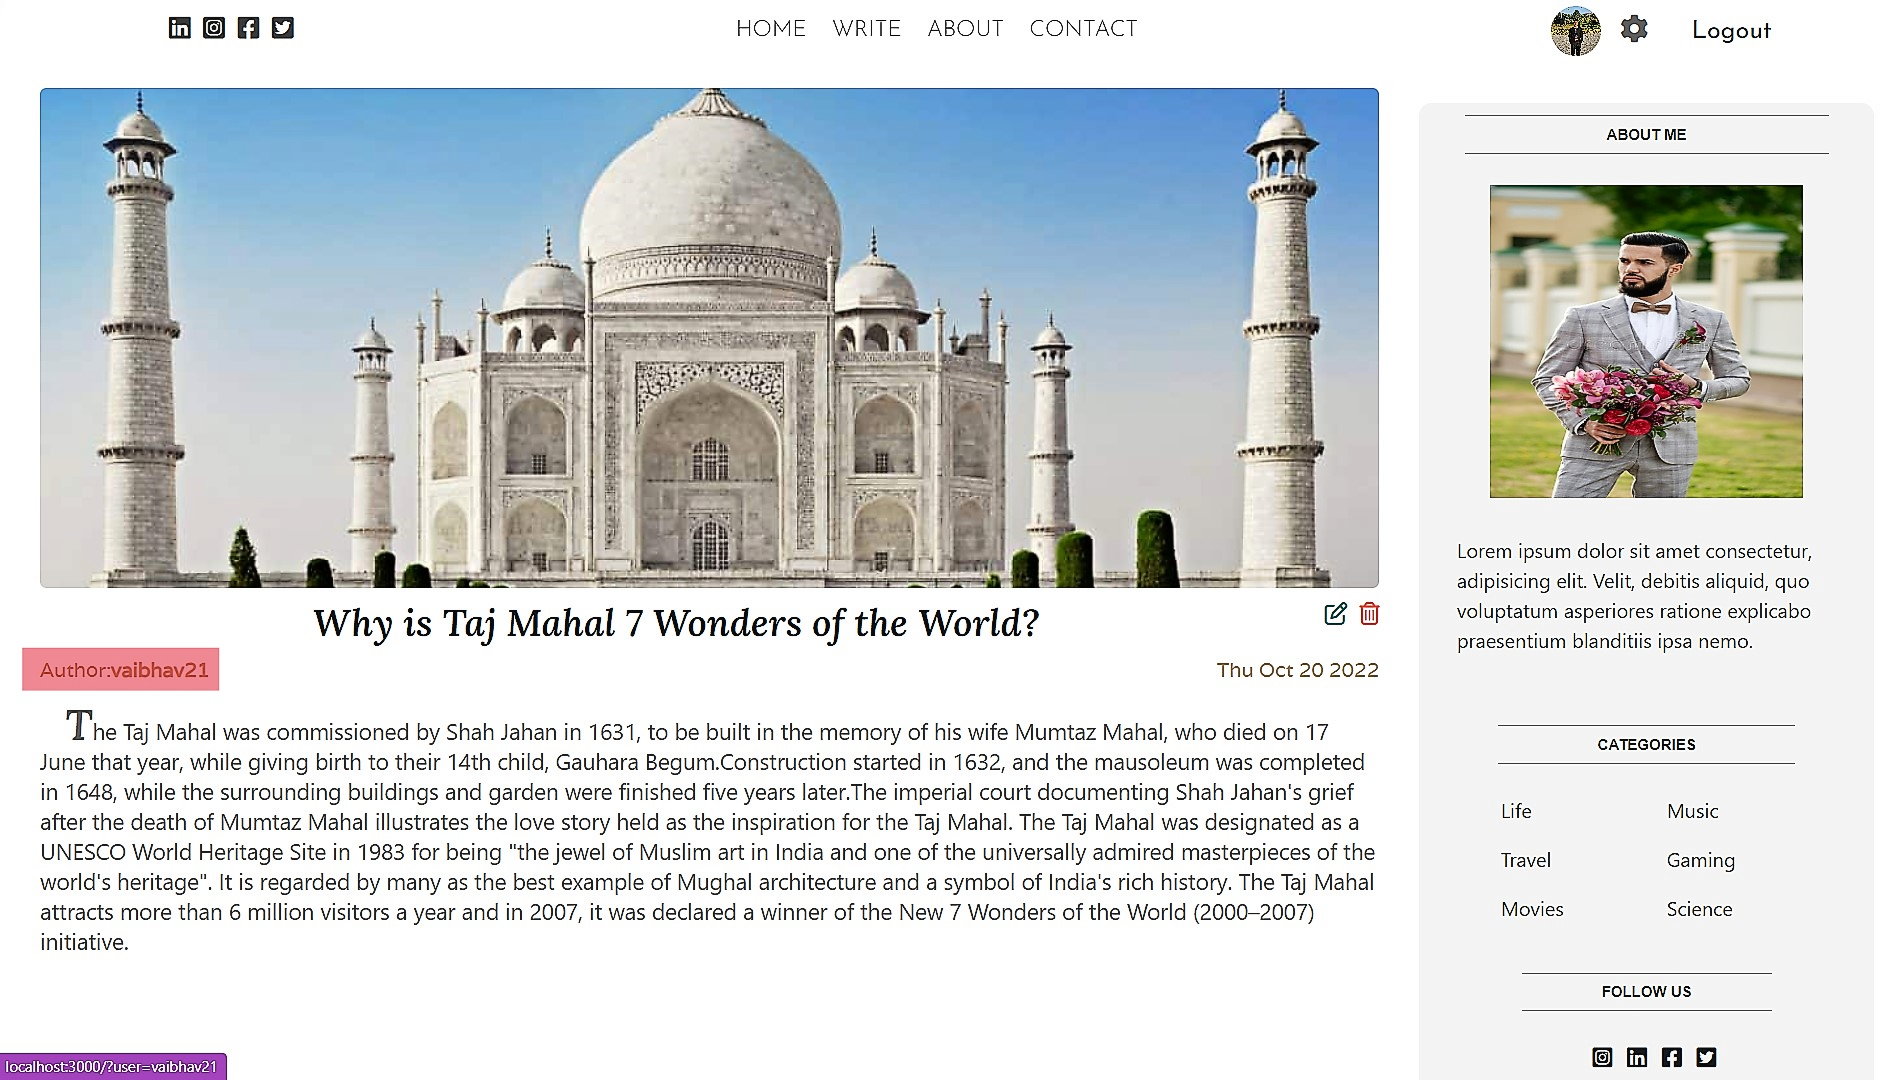 HOME WRITE ABOUT CONTACT
Logout
ABOUT ME
Lorem ipsum dolor sit amet consectetur,
adipisicing elit. Velit, debitis aliquid, quo
voluptatum asperiores ratione explicabo
praesentium blanditiis ipsa nemo.
Why is Taj Mahal 7 Wonders of the World?
Author:vaibhav21
Thu Oct 20 2022
The Taj Mahal was commissioned by Shah Jahan in 1631, to be built in the memory of his wife Mumtaz Mahal, who died on 17
June that year, while giving birth to their 14th child, Gauhara Begum.Construction started in 1632, and the mausoleum was completed
in 1648, while the surrounding buildings and garden were finished five years later.The imperial court documenting Shah Jahan's grief
after the death of Mumtaz Mahal illustrates the love story held as the inspiration for the Taj Mahal. The Taj Mahal was designated as a
UNESCO World Heritage Site in 1983 for being "the jewel of Muslim art in India and one of the universally admired masterpieces of the
world's heritage". It is regarded by many as the best example of Mughal architecture and a symbol of India's rich history. The Taj Mahal
attracts more than 6 million visitors a year and in 2007, it was declared a winner of the New 7 Wonders of the World (2000–2007)
initiative.
CATEGORIES
Life Music
Travel Gaming
Movies Science
FOLLOW US
localhost:3000/?user=vaibhav21